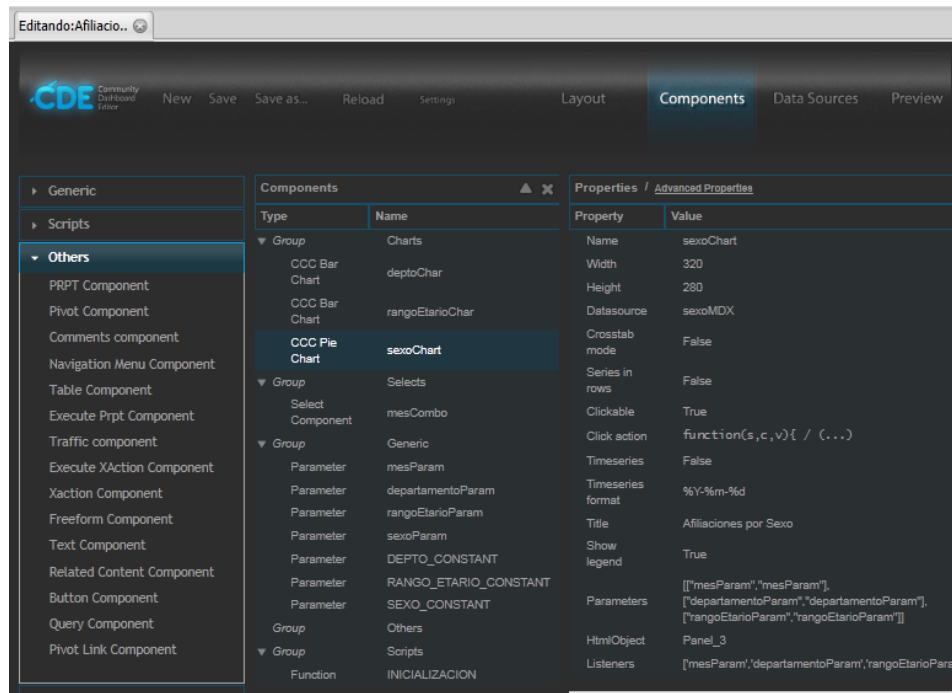 Editando:Afiliacio..
CDE Community Dashboard Editor
New Save Save as... Reload Settings Layout Components Data Sources Preview
Generic
Scripts
Others
PRPT Component
Pivot Component
Comments component
Navigation Menu Component
Table Component
Execute Prpt Component
Traffic component
Execute XAction Component
Xaction Component
Freeform Component
Text Component
Related Content Component
Button Component
Query Component
Pivot Link Component
Components
Type Name
Group Charts
CCC Bar Chart deptoChar
CCC Bar Chart rangoEtarioChar
CCC Pie Chart sexoChart
Group Selects
Select Component mesCombo
Group Generic
Parameter mesParam
Parameter departamentoParam
Parameter rangoEtarioParam
Parameter sexoParam
Parameter DEPTO_CONSTANT
Parameter RANGO_ETARIO_CONSTANT
Parameter SEXO_CONSTANT
Group Others
Group Scripts
Function INICIALIZACION
Properties / Advanced Properties
Property Value
Name sexoChart
Width 320
Height 280
Datasource sexoMDX
Crosstab mode False
Series in rows False
Clickable True
Click action function(s,c,v){ / (...)
Timeseries False
Timeseries format %Y-%m-%d
Title Afiliaciones por Sexo
Show legend True
Parameters [["mesParam","mesParam"],
["departamentoParam","departamentoParam"],
["rangoEtarioParam","rangoEtarioParam"]]
HtmlObject Panel_3
Listeners ['mesParam','departamentoParam','rangoEtarioPara